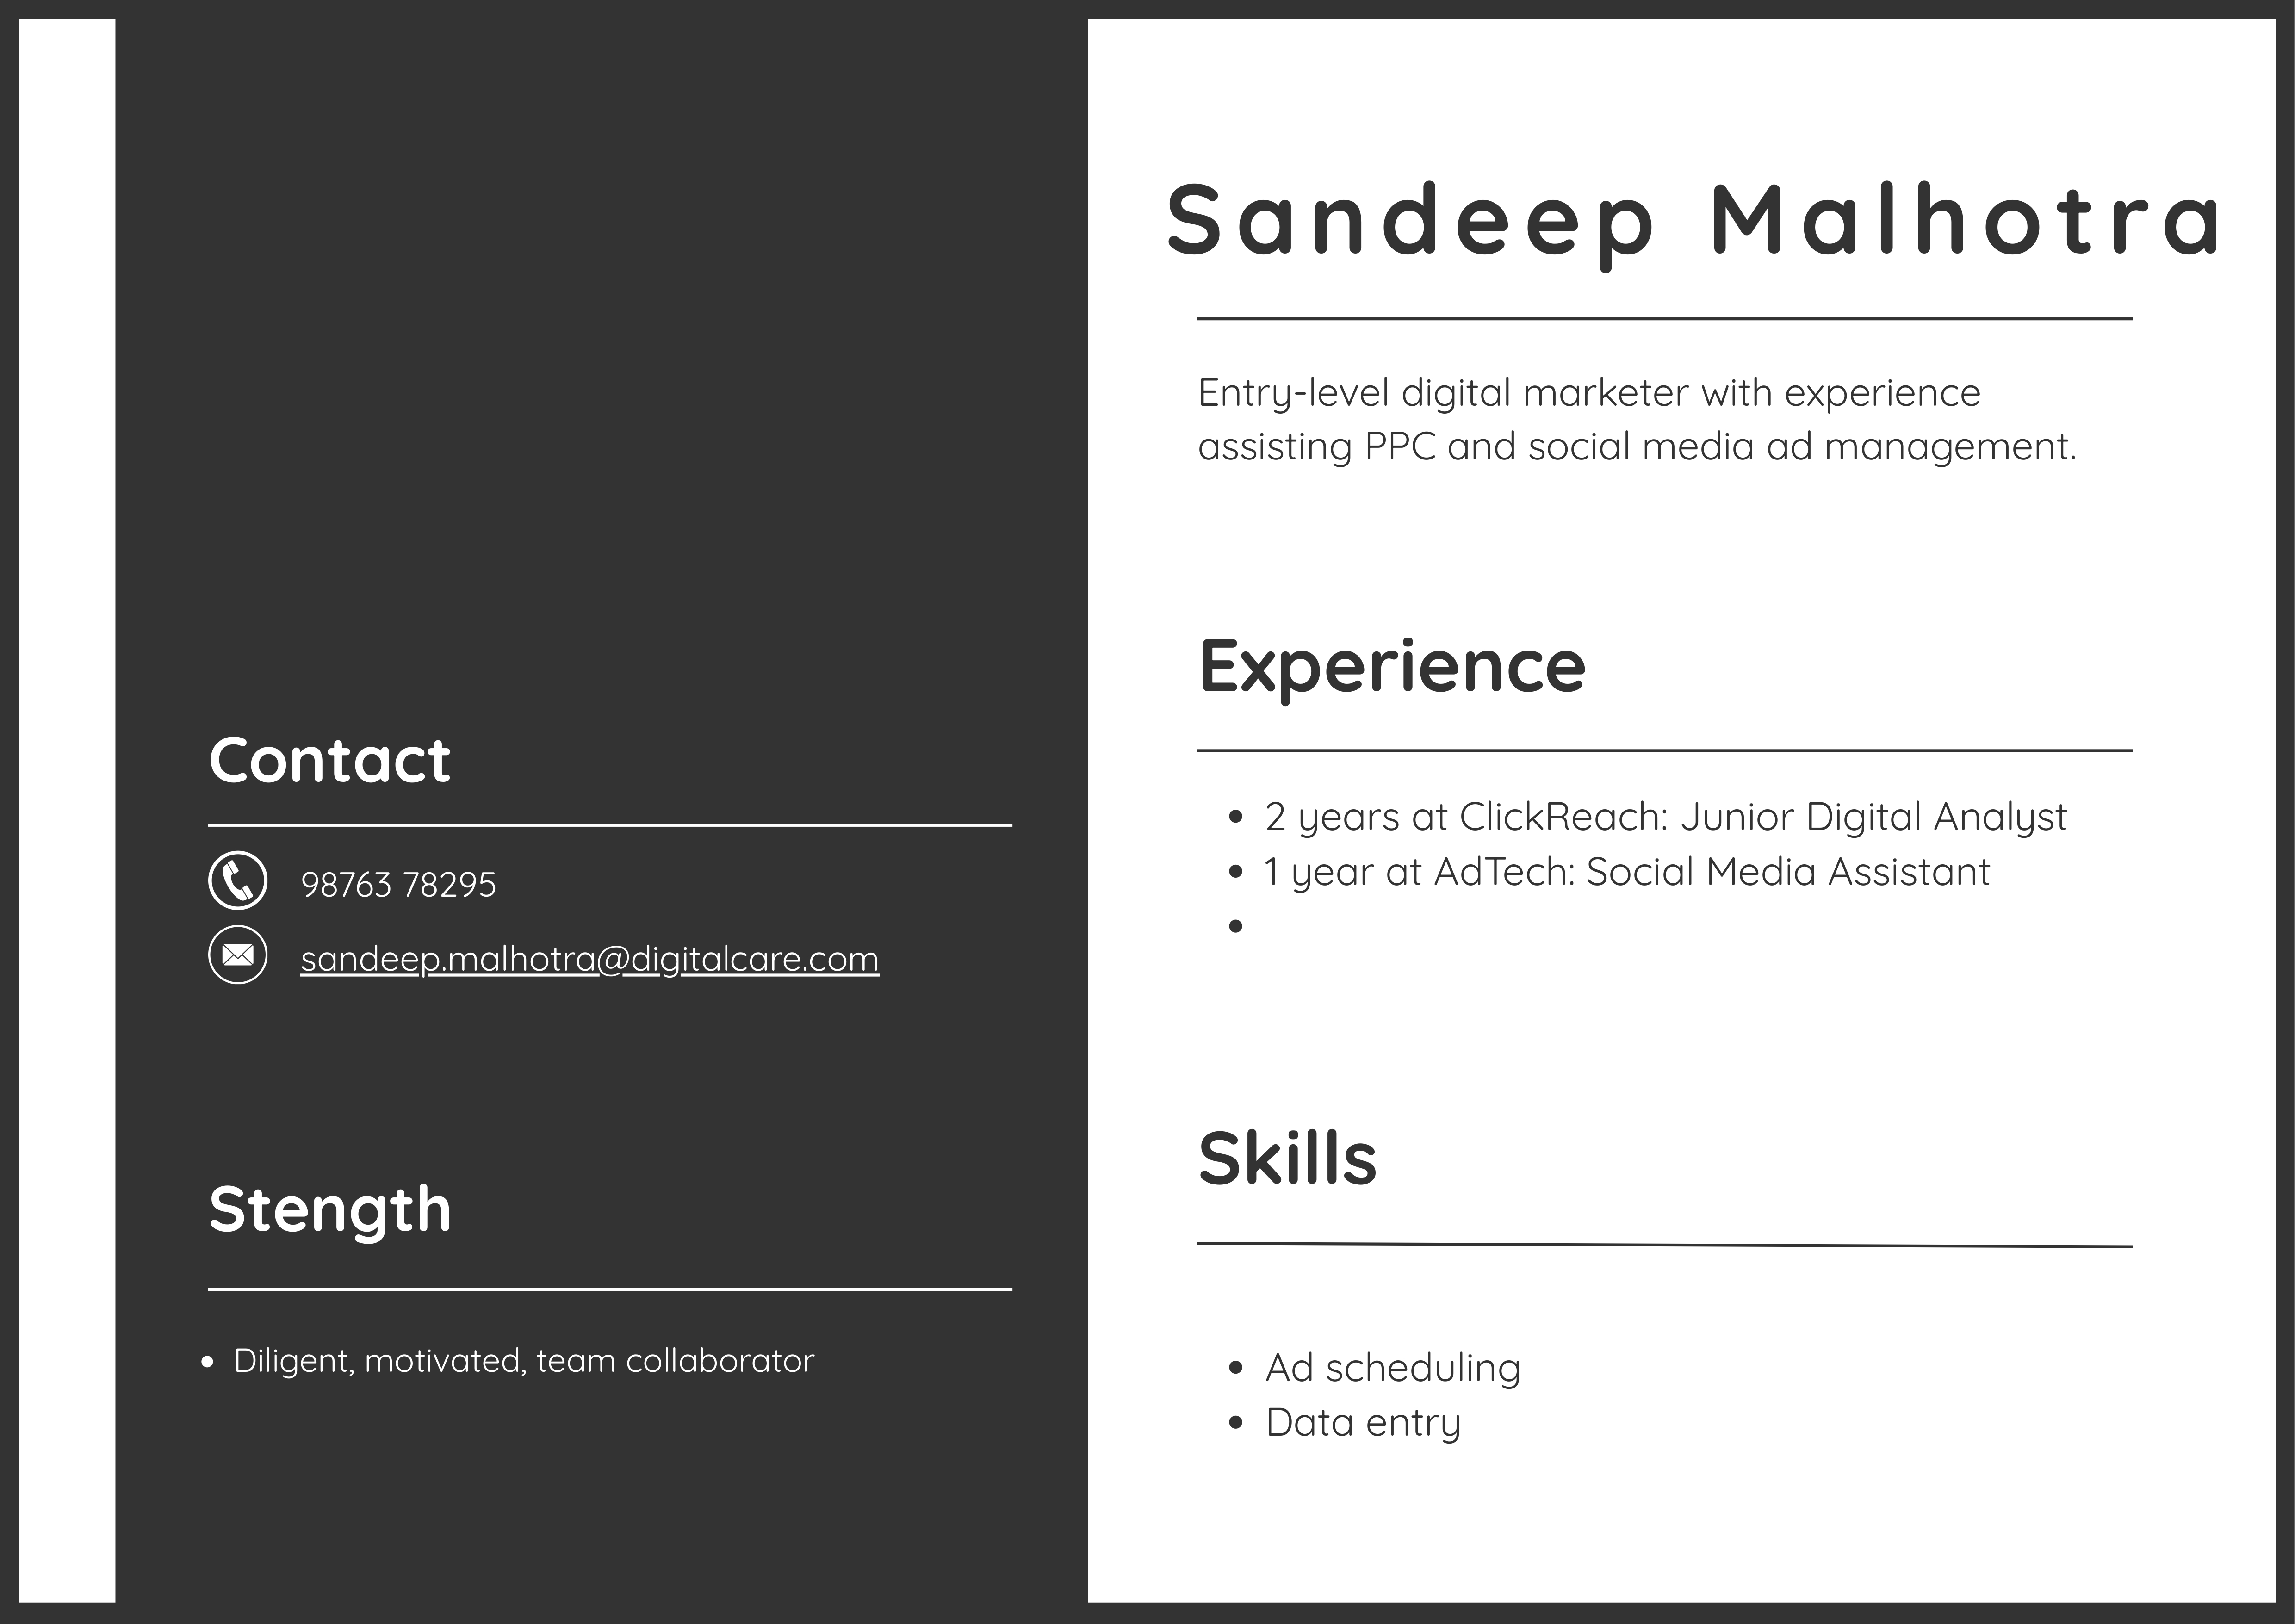 Sandeep Malhotra
Entry-level digital marketer with experience
assisting PPC and social media ad management.
Experience
• 2 years at ClickReach: Junior Digital Analyst
• 1 year at AdTech: Social Media Assistant
•
Skills
• Ad scheduling
• Data entry
Contact
98763 78295
sandeep.malhotra@digitalcare.com
Stength
• Diligent, motivated, team collaborator